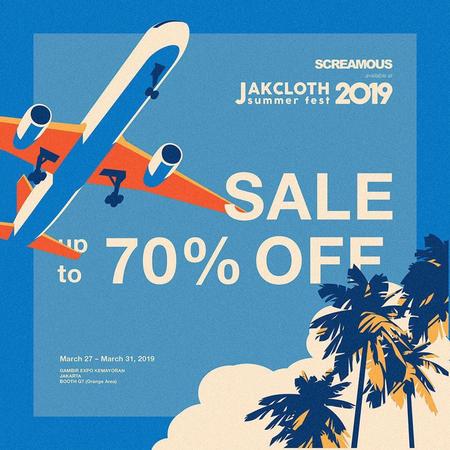 SCREAMOUS
available at
JAKCLOTH
summer fest 2019
SALE
up
to 70% OFF
March 27 – March 31, 2019
GAMBIR EXPO KEMAYORAN
JAKARTA
BOOTH G7 (Orange Area)